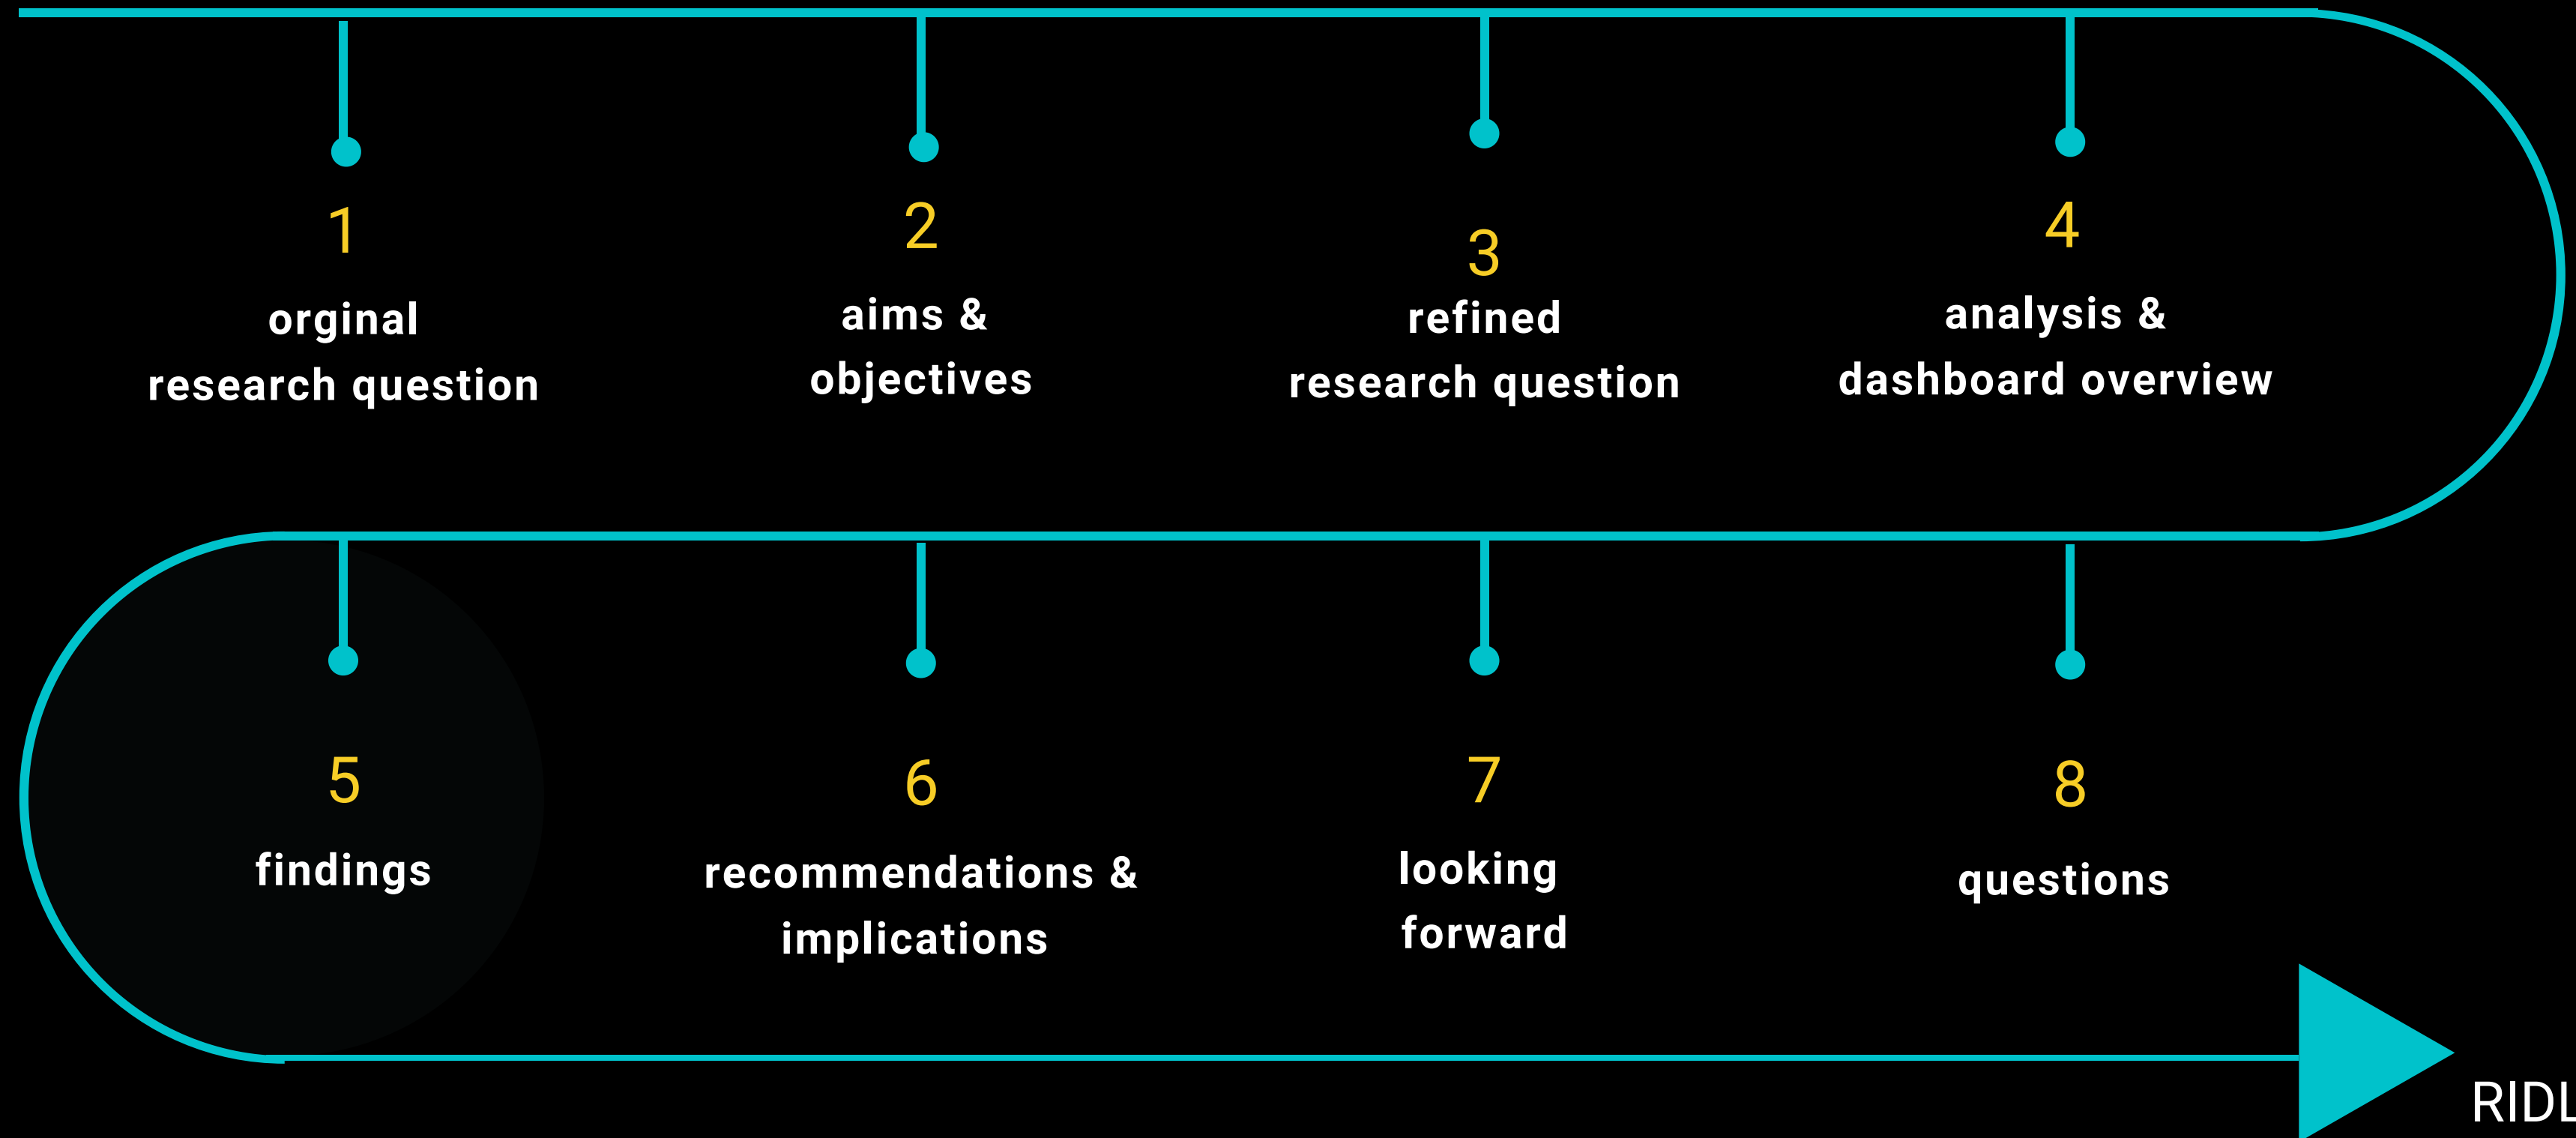 1
orginal
research question
2
aims &
objectives
3
refined
research question
4
analysis &
dashboard overview
5
findings
6
recommendations &
implications
7
looking
forward
8
questions
RIDL